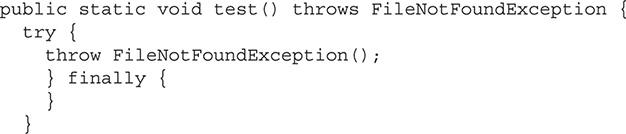 public static void test() throws FileNotFoundException {
  try {
    throw FileNotFoundException();
    } finally {
    }
  }